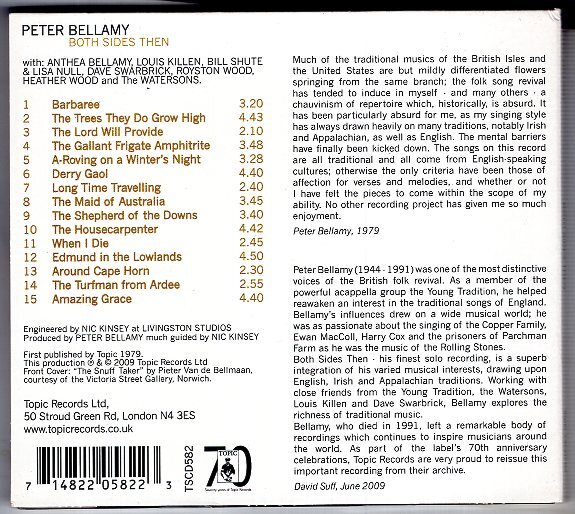 PETER BELLAMY
BOTH SIDES THEN
with: ANTHEA BELLAMY, LOUIS KILLEN, BILL SHUTE
& LISA NULL, DAVE SWARBRICK, ROYSTON WOOD,
HEATHER WOOD and The WATERSONS.
1 Barbaree 3.20
2 The Trees They Do Grow High 4.43
3 The Lord Will Provide 2.10
4 The Gallant Frigate Amphitrite 3.48
5 A-Roving on a Winter's Night 3.28
6 Derry Gaol 4.40
7 Long Time Travelling 2.40
8 The Maid of Australia 3.45
9 The Shepherd of the Downs 3.40
10 The Housecarpenter 4.42
11 When I Die 2.45
12 Edmund in the Lowlands 4.50
13 Around Cape Horn 2.30
14 The Turfman from Ardee 2.55
15 Amazing Grace 4.40
Engineered by NIC KINSEY at LIVINGSTON STUDIOS
Produced by PETER BELLAMY much guided by NIC KINSEY
First published by Topic 1979.
This production ℗ & © 2009 Topic Records Ltd
Front Cover: "The Snuff Taker" by Pieter Van de Bellmaan,
courtesy of the Victoria Street Gallery, Norwich.
Topic Records Ltd,
50 Stroud Green Rd, London N4 3ES
www.topicrecords.co.uk
7 14822 05822 3
TSCD582
TOPIC
70
Seventy years of Topic Records
Much of the traditional musics of the British Isles and
the United States are but mildly differentiated flowers
springing from the same branch; the folk song revival
has tended to induce in myself - and many others - a
chauvinism of repertoire which, historically, is absurd. It
has been particularly absurd for me, as my singing style
has always drawn heavily on many traditions, notably Irish
and Appalachian, as well as English. The mental barriers
have finally been kicked down. The songs on this record
are all traditional and all come from English-speaking
cultures; otherwise the only criteria have been those of
affection for verses and melodies, and whether or not
I have felt the pieces to come within the scope of my
ability. No other recording project has given me so much
enjoyment.
Peter Bellamy, 1979
Peter Bellamy (1944 - 1991) was one of the most distinctive
voices of the British folk revival. As a member of the
powerful acappella group the Young Tradition, he helped
reawaken an interest in the traditional songs of England.
Bellamy's influences drew on a wide musical world; he
was as passionate about the singing of the Copper Family,
Ewan MacColl, Harry Cox and the prisoners of Parchman
Farm as he was the music of the Rolling Stones.
Both Sides Then - his finest solo recording, is a superb
integration of his varied musical interests, drawing upon
English, Irish and Appalachian traditions. Working with
close friends from the Young Tradition, the Watersons,
Louis Killen and Dave Swarbrick, Bellamy explores the
richness of traditional music.
Bellamy, who died in 1991, left a remarkable body of
recordings which continues to inspire musicians around
the world. As part of the label's 70th anniversary
celebrations, Topic Records are very proud to reissue this
important recording from their archive.
David Suff, June 2009